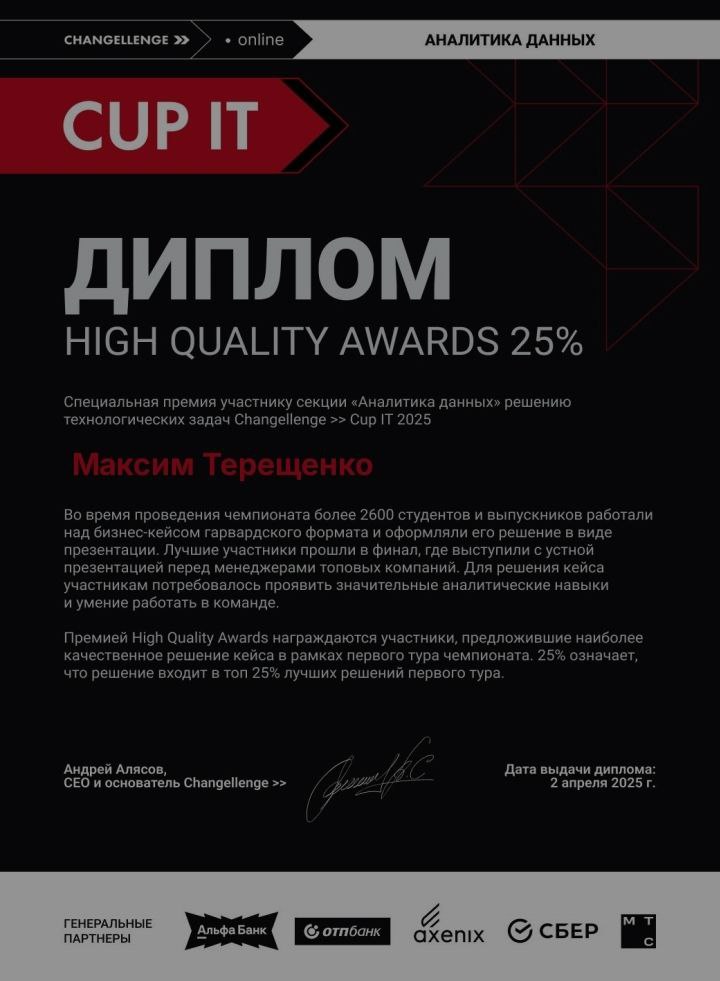 CHANGELLENGE >> • online
АНАЛИТИКА ДАННЫХ
CUP IT
ДИПЛОМ
HIGH QUALITY AWARDS 25%
Специальная премия участнику секции «Аналитика данных» решению
технологических задач Changellenge >> Cup IT 2025
Максим Терещенко
Во время проведения чемпионата более 2600 студентов и выпускников работали
над бизнес-кейсом гарвардского формата и оформляли его решение в виде
презентации. Лучшие участники прошли в финал, где выступили с устной
презентацией перед менеджерами топовых компаний. Для решения кейса
участникам потребовалось проявить значительные аналитические навыки
и умение работать в команде.
Премией High Quality Awards награждаются участники, предложившие наиболее
качественное решение кейса в рамках первого тура чемпионата. 25% означает,
что решение входит в топ 25% лучших решений первого тура.
Андрей Алясов,
CEO и основатель Changellenge >>
Дата выдачи диплома:
2 апреля 2025 г.
ГЕНЕРАЛЬНЫЕ
ПАРТНЕРЫ
Альфа Банк
отпбанк
axenix
СБЕР
МТС